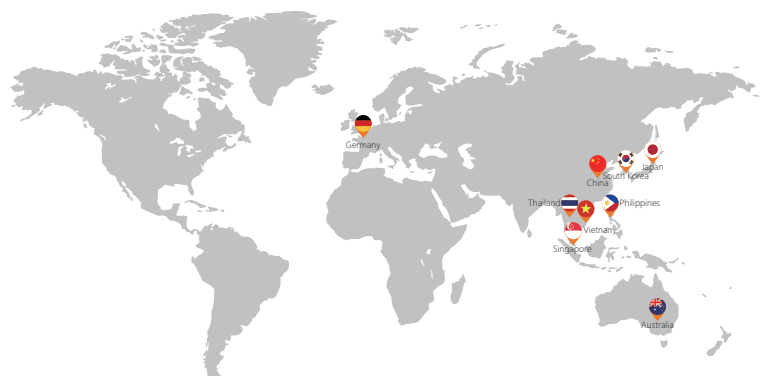 Germany
Japan
South Korea
China
Thailand
Philippines
Vietnam
Singapore
Australia